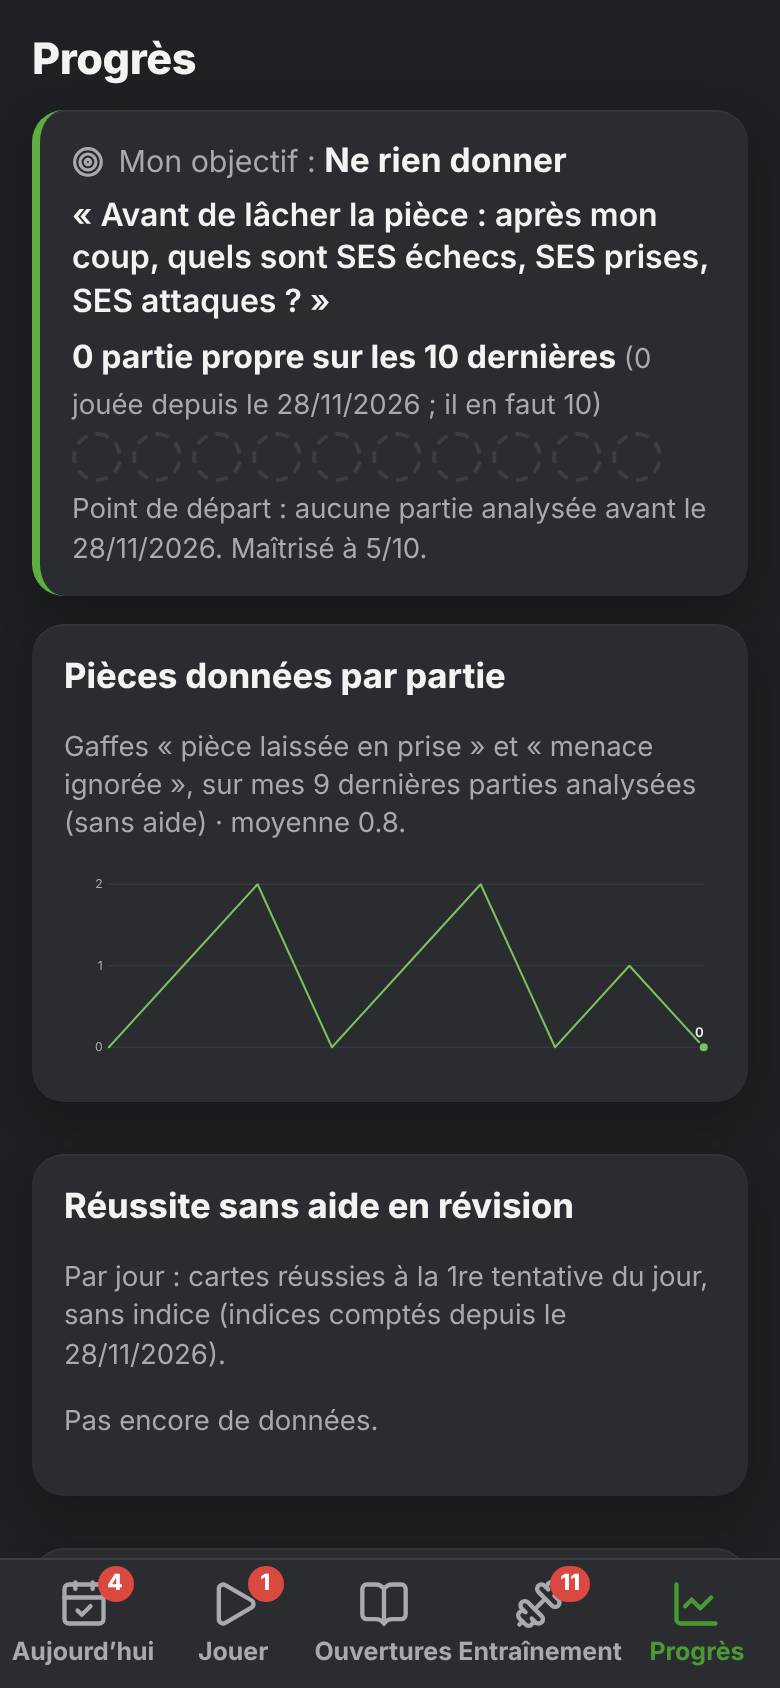 Progrès
Mon objectif : Ne rien donner
« Avant de lâcher la pièce : après mon
coup, quels sont SES échecs, SES prises,
SES attaques ? »
0 partie propre sur les 10 dernières (0
jouée depuis le 28/11/2026 ; il en faut 10)
Point de départ : aucune partie analysée avant le
28/11/2026. Maîtrisé à 5/10.
Pièces données par partie
Gaffes « pièce laissée en prise » et « menace
ignorée », sur mes 9 dernières parties analysées
(sans aide) · moyenne 0.8.
2
1
0
0
Réussite sans aide en révision
Par jour : cartes réussies à la 1re tentative du jour,
sans indice (indices comptés depuis le
28/11/2026).
Pas encore de données.
4
1
11
Aujourd’hui
Jouer
Ouvertures
Entraînement
Progrès